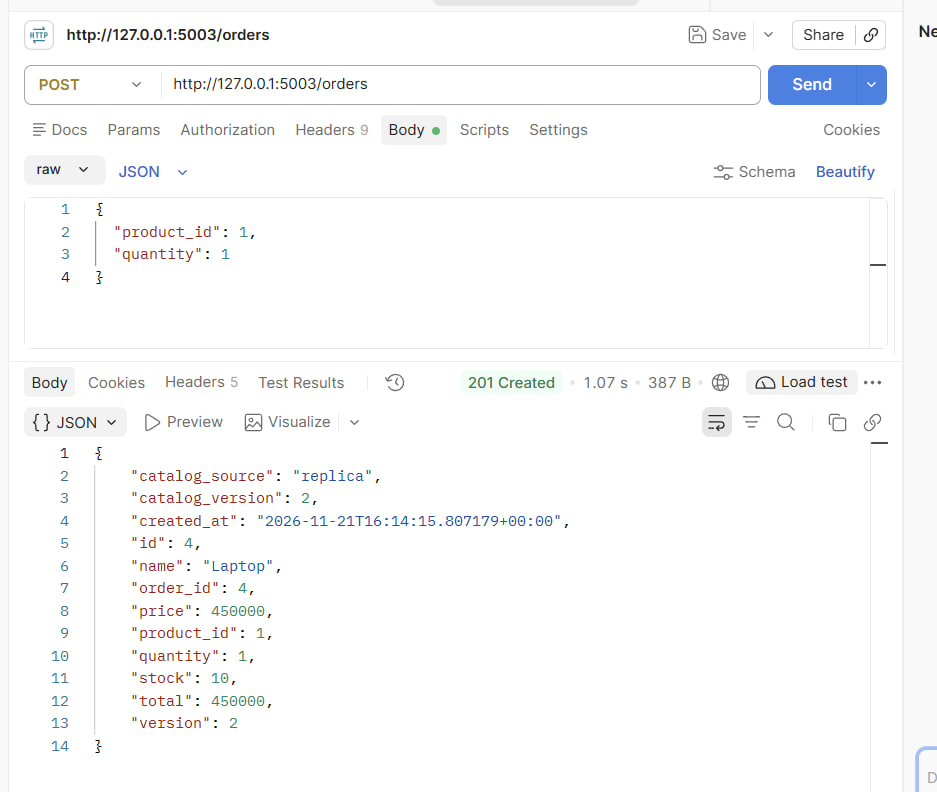 HTTP http://127.0.0.1:5003/orders Save Share
Ne
POST http://127.0.0.1:5003/orders Send
Docs Params Authorization Headers 9 Body Scripts Settings Cookies
raw JSON Schema Beautify
1 {
2 "product_id": 1,
3 "quantity": 1
4 }
Body Cookies Headers 5 Test Results 201 Created 1.07 s 387 B Load test
{} JSON Preview Visualize
1 {
2 "catalog_source": "replica",
3 "catalog_version": 2,
4 "created_at": "2026-11-21T16:14:15.807179+00:00",
5 "id": 4,
6 "name": "Laptop",
7 "order_id": 4,
8 "price": 450000,
9 "product_id": 1,
10 "quantity": 1,
11 "stock": 10,
12 "total": 450000,
13 "version": 2
14 }
D